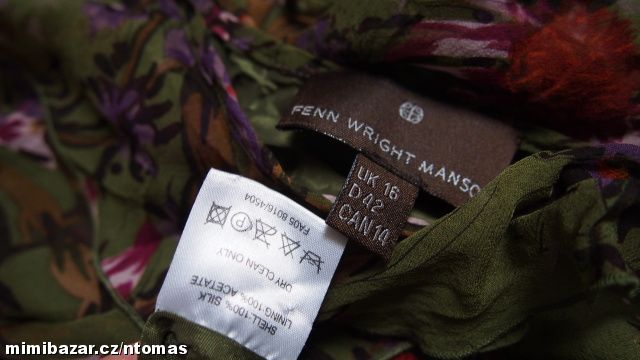 FENN WRIGHT MANSO
UK 16
D 42
CAN 14
SHELL 100% SILK
LINING 100% ACETATE
DRY CLEAN ONLY
FA05 8016/4504
mimibazar.cz/ntomas